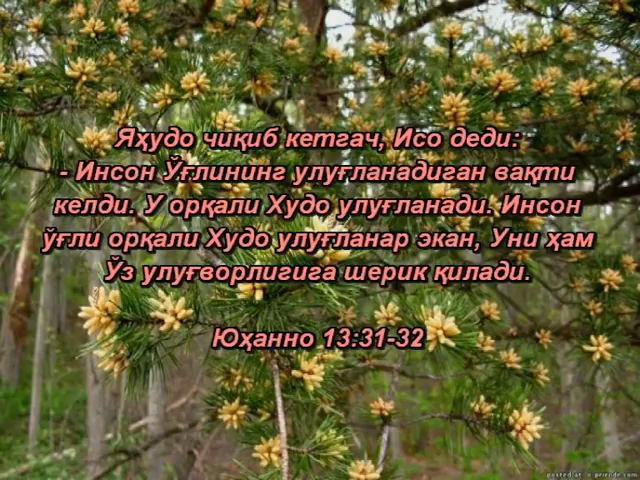 Яҳудо чиқиб кетгач, Исо деди:
- Инсон Ўғлининг улуғланадиган вақти
келди. У орқали Худо улуғланади. Инсон
ўғли орқали Худо улуғланар экан, Уни ҳам
Ўз улуғворлигига шерик қилади.
Юҳанно 13:31-32